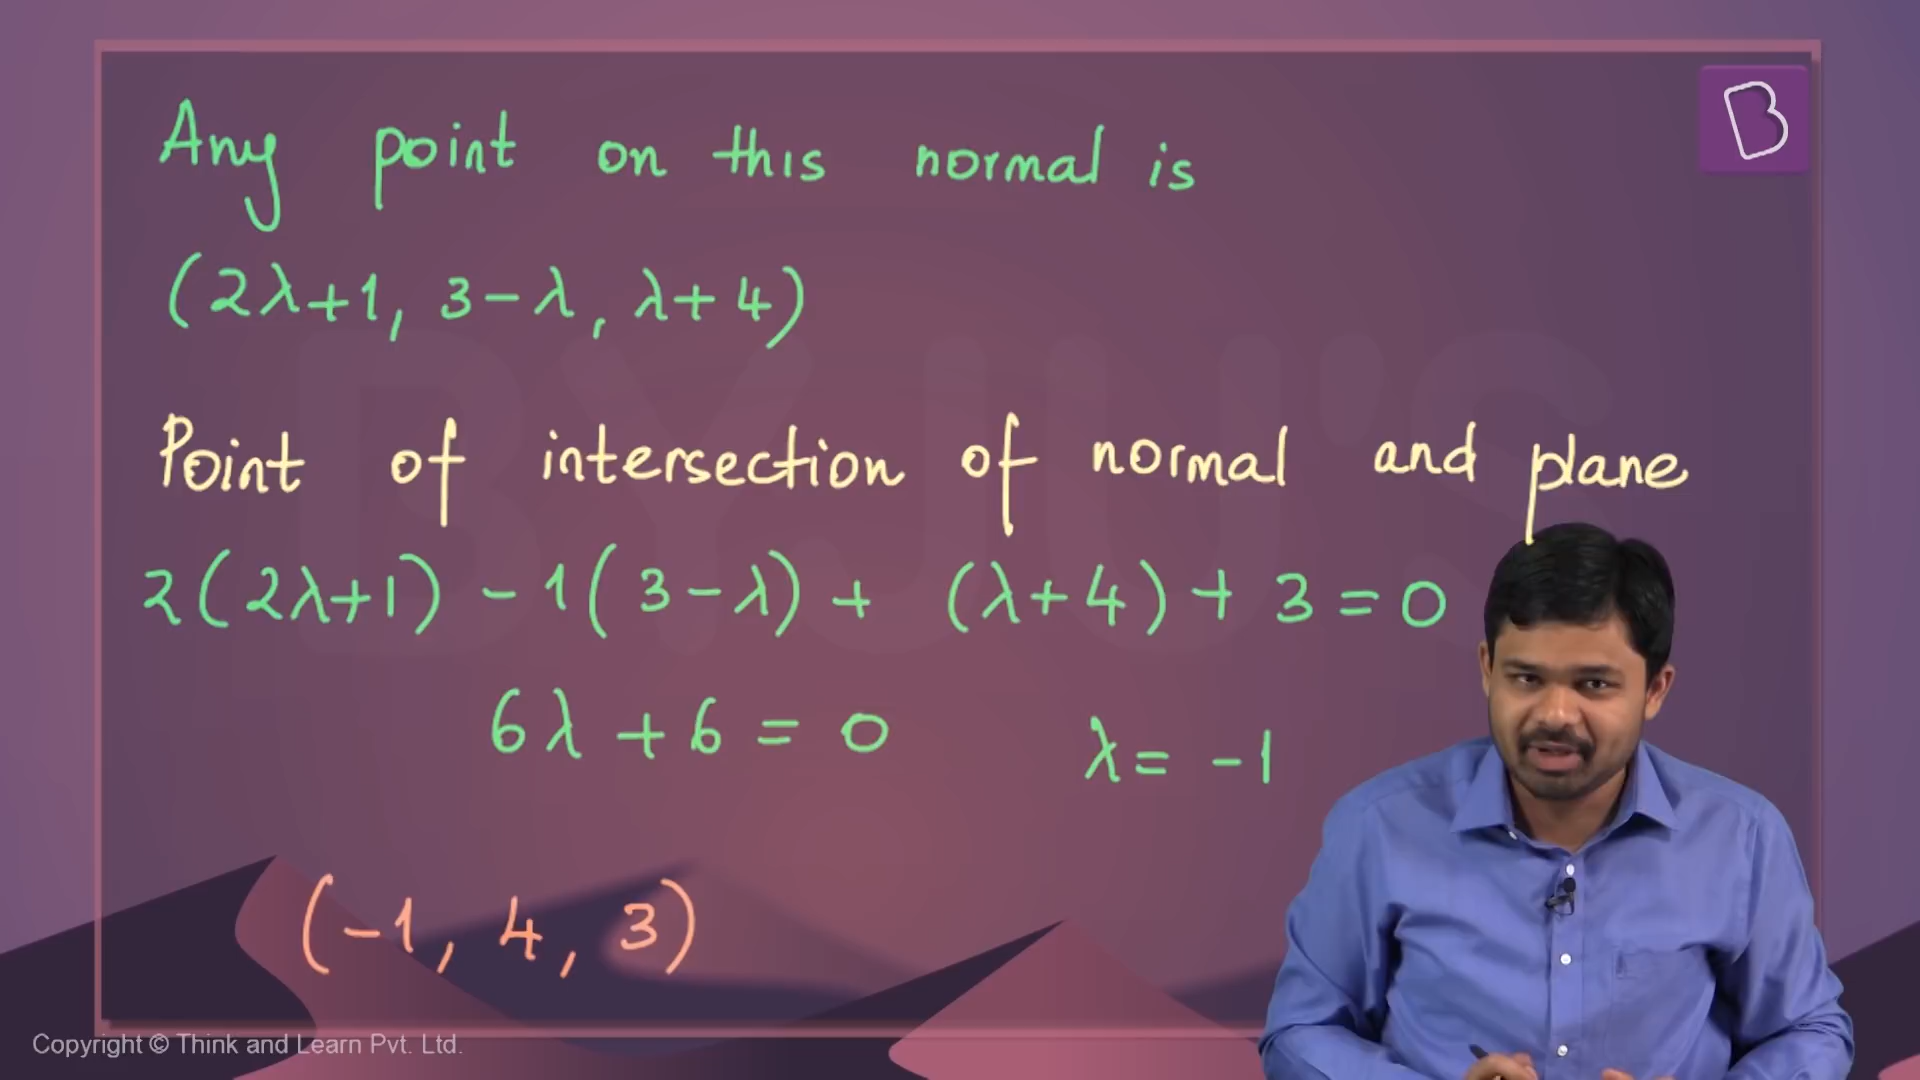 Any point on this normal is
(2λ+1, 3-λ, λ+4)
Point of intersection of normal and plane
2(2λ+1) - 1(3-λ) + (λ+4) + 3 = 0
6λ + 6 = 0 λ = -1
(-1, 4, 3)
B
BYJU'S
Copyright © Think and Learn Pvt. Ltd.